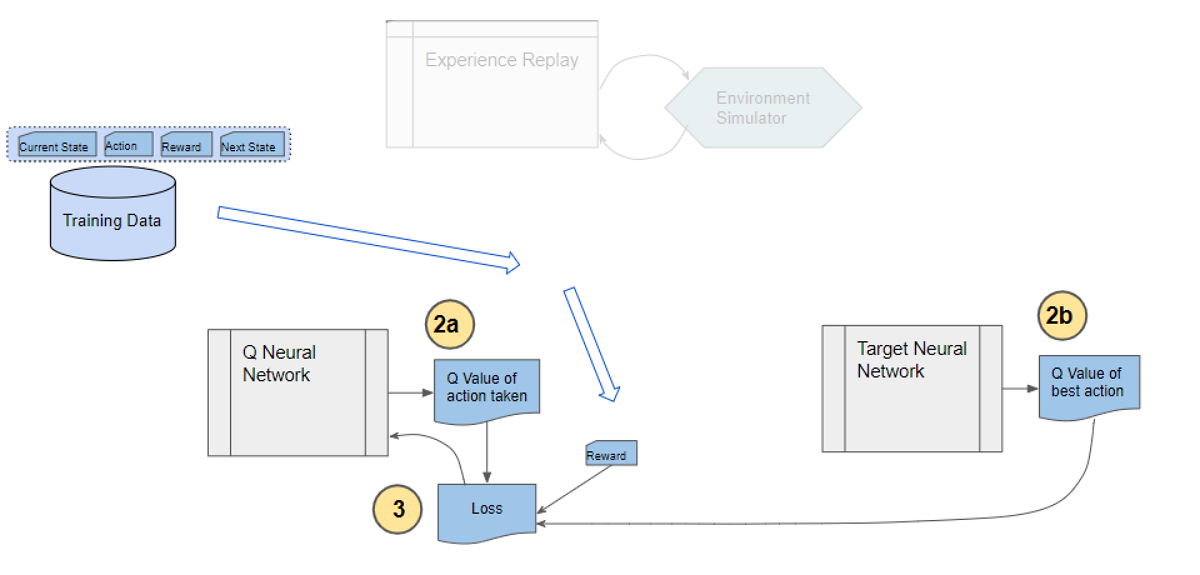 Experience Replay
Environment
Simulator
Current State
Action
Reward
Next State
Training Data
2a
2b
Q Neural
Network
Q Value of
action taken
Target Neural
Network
Q Value of
best action
Reward
3
Loss